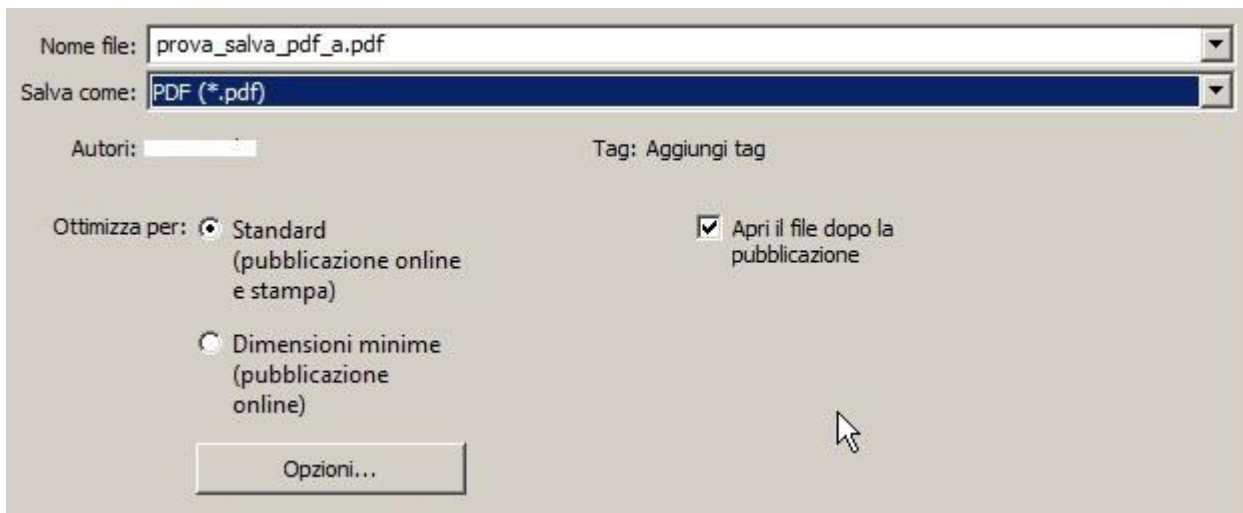 Nome file: prova_salva_pdf_a.pdf
Salva come: PDF (*.pdf)
Autori: Tag: Aggiungi tag
Ottimizza per: Standard
(pubblicazione online
e stampa)
Apri il file dopo la
pubblicazione
Dimensioni minime
(pubblicazione
online)
Opzioni...